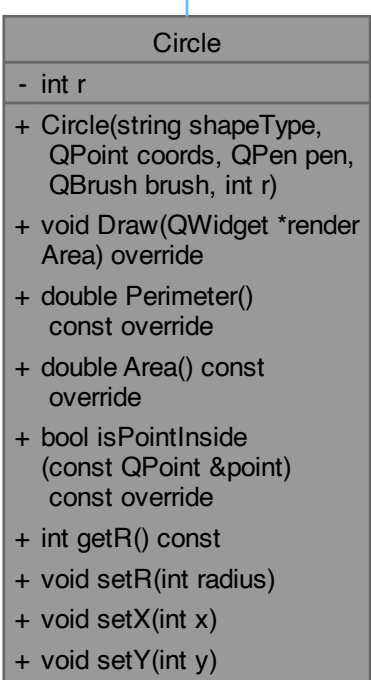 Circle
- int r
+ Circle(string shapeType,
QPoint coords, QPen pen,
QBrush brush, int r)
+ void Draw(QWidget *render
Area) override
+ double Perimeter()
const override
+ double Area() const
override
+ bool isPointInside
(const QPoint &point)
const override
+ int getR() const
+ void setR(int radius)
+ void setX(int x)
+ void setY(int y)